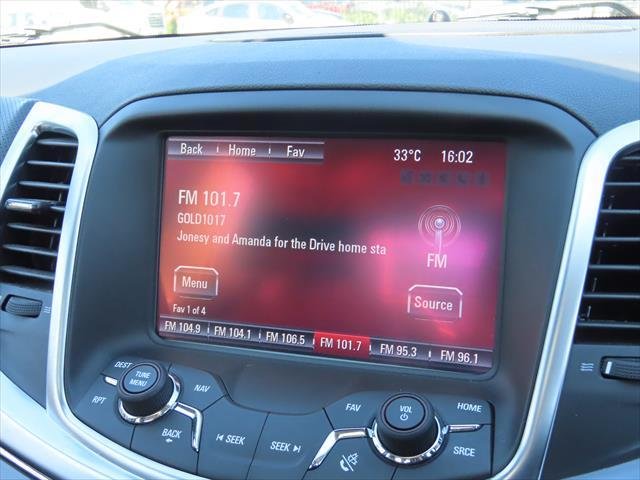 Back Home Fav 33°C 16:02
FM 101.7
GOLD1017
Jonesy and Amanda for the Drive home sta
FM
Menu
Source
Fav 1 of 4
FM 104.9 FM 104.1 FM 106.5 FM 101.7 FM 95.3 FM 96.1
DEST TUNE MENU NAV
RPT
BACK
SEEK
SEEK
FAV VOL HOME
SRCE